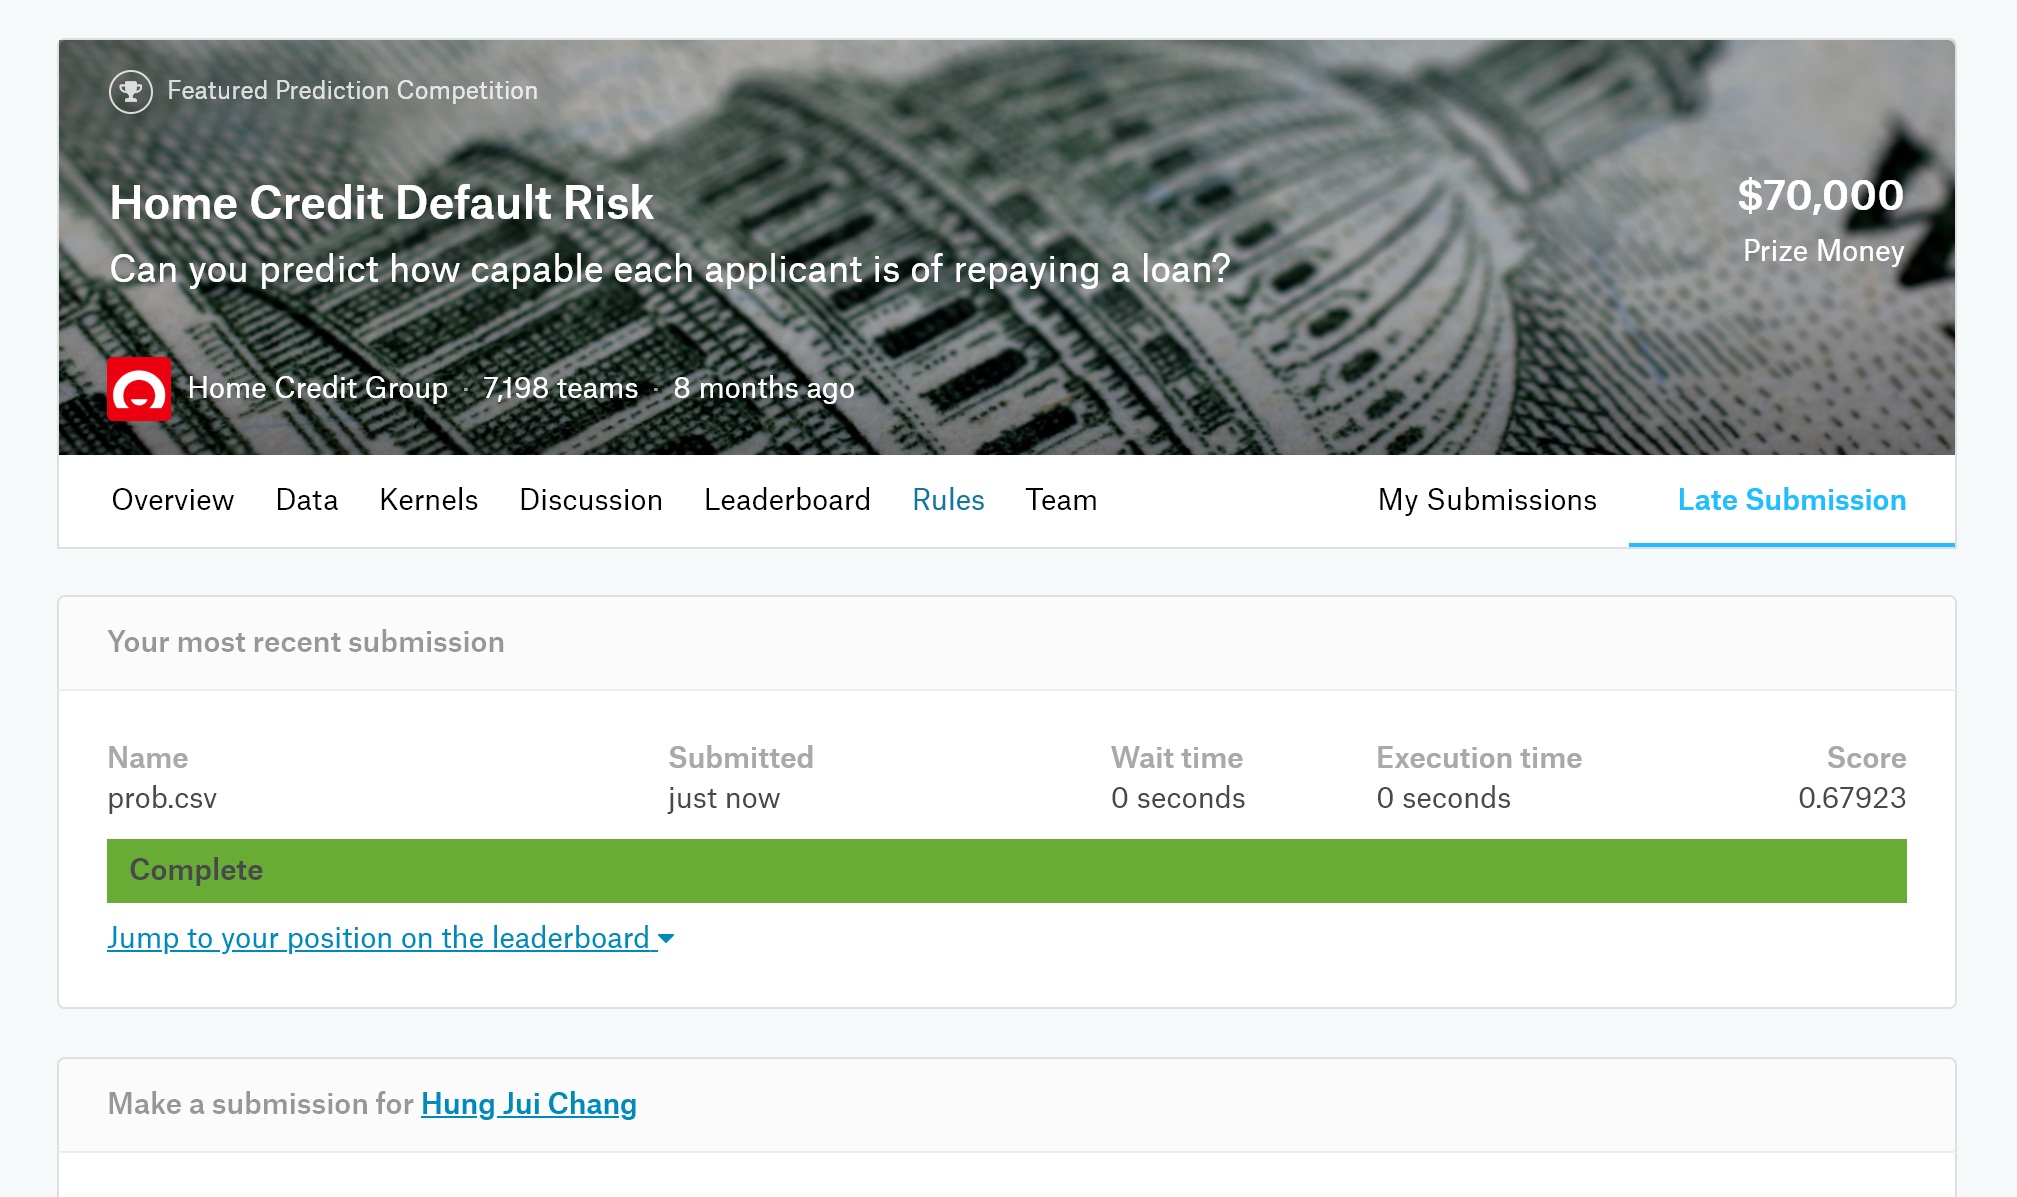 Featured Prediction Competition
Home Credit Default Risk
$70,000
Can you predict how capable each applicant is of repaying a loan?
Prize Money
Home Credit Group · 7,198 teams · 8 months ago
Overview Data Kernels Discussion Leaderboard Rules Team My Submissions Late Submission
Your most recent submission
Name Submitted Wait time Execution time Score
prob.csv just now 0 seconds 0 seconds 0.67923
Complete
Jump to your position on the leaderboard
Make a submission for Hung Jui Chang